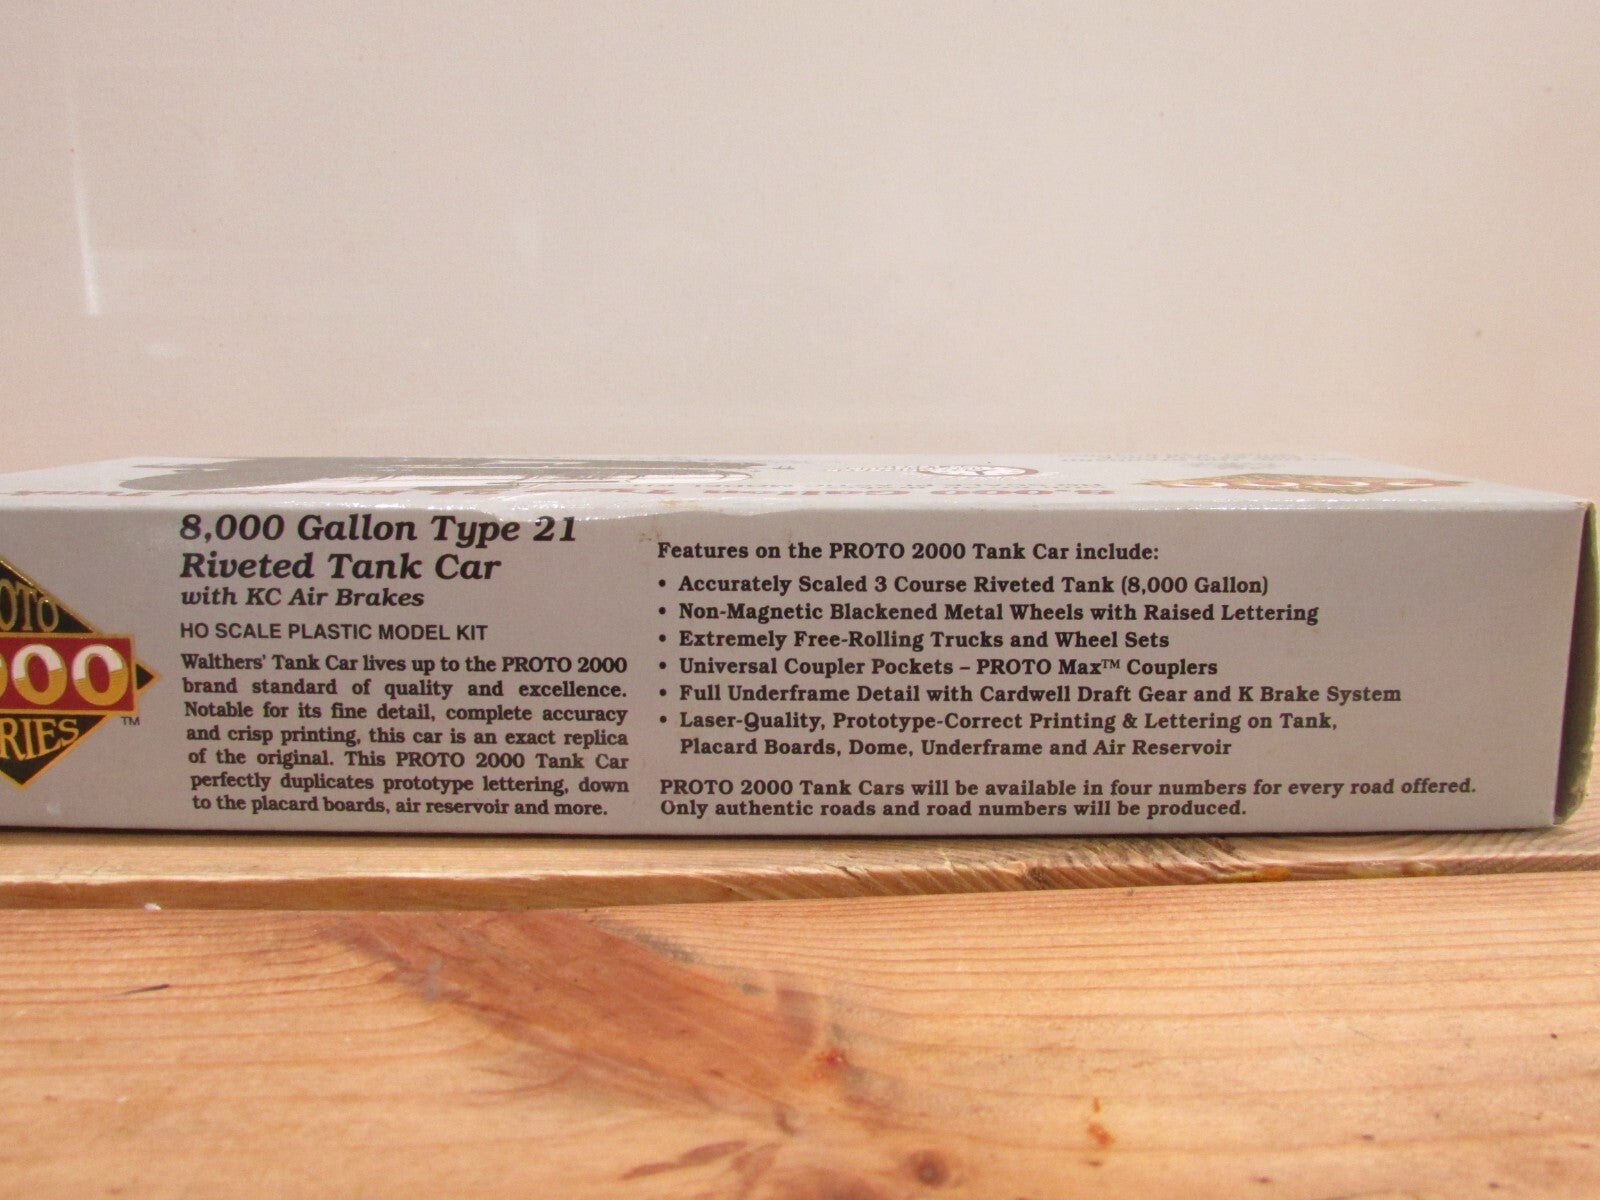 OTO
000
RIES
TM
8,000 Gallon Type 21
Riveted Tank Car
with KC Air Brakes
HO SCALE PLASTIC MODEL KIT
Walthers' Tank Car lives up to the PROTO 2000
brand standard of quality and excellence.
Notable for its fine detail, complete accuracy
and crisp printing, this car is an exact replica
of the original. This PROTO 2000 Tank Car
perfectly duplicates prototype lettering, down
to the placard boards, air reservoir and more.
Features on the PROTO 2000 Tank Car include:
• Accurately Scaled 3 Course Riveted Tank (8,000 Gallon)
• Non-Magnetic Blackened Metal Wheels with Raised Lettering
• Extremely Free-Rolling Trucks and Wheel Sets
• Universal Coupler Pockets – PROTO Max™ Couplers
• Full Underframe Detail with Cardwell Draft Gear and K Brake System
• Laser-Quality, Prototype-Correct Printing & Lettering on Tank,
Placard Boards, Dome, Underframe and Air Reservoir
PROTO 2000 Tank Cars will be available in four numbers for every road offered.
Only authentic roads and road numbers will be produced.